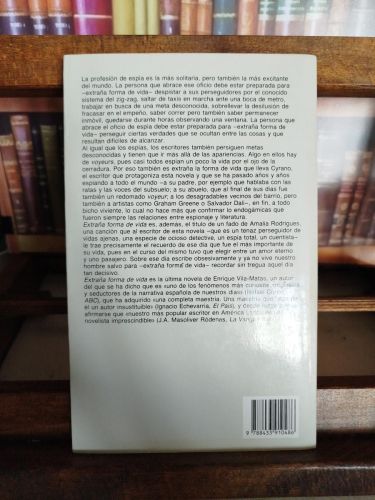 La profesión de espía es la más solitaria, pero también la más excitante
del mundo. La persona que abrace ese oficio debe estar preparada para
–extraña forma de vida– despistar a sus perseguidores por el conocido
sistema del zig-zag, saltar de taxis en marcha ante una boca de metro,
trabajar en busca de una meta desconocida, sobrellevar la desilusión de
fracasar en el empeño, saber correr pero también saber permanecer
inmóvil, quedarse durante horas observando una ventana. La persona que
abrace el oficio de espía debe estar preparada para –extraña forma de
vida– perseguir ciertas verdades que se ocultan entre las cosas y que
resultan difíciles de alcanzar.
Al igual que los espías, los escritores también persiguen metas
desconocidas y tienen que ir más allá de las apariencias. Algo en ellos hay
de voyeurs, pues casi todos espían un poco la vida por el ojo de la
cerradura. Por eso también es extraña la forma de vida que lleva Cyrano,
el escritor que protagoniza esta novela y que se ha pasado años y años
espiando a todo el mundo –a su padre, por ejemplo que hablaba con las
ratas y las voces del subsuelo; a su abuelo, que al final de sus días fue
también un redomado voyeur; a los desagradables vecinos del barrio, pero
también a artistas como Graham Greene o Salvador Dalí–, en fin, a todo
bicho viviente, lo cual no hace más que confirmar lo endogámicas que
fueron siempre las relaciones entre espionaje y literatura.
Extraña forma de vida es, además, el título de un fado de Amalia Rodrigues,
una canción que al escritor de esta novela –que es un tenaz perseguidor de
vidas ajenas, una especie de ocioso detective, un espía total, un cuentista–
le trae precisamente el recuerdo de ese día que fue el más importante de
su vida, pues en el curso del mismo tuvo que elegir entre un amor eterno
y uno pasajero. Sobre ese día escribe obsesivamente y ya no vive nuestro
hombre salvo para –extraña forma de vida– recordar sin tregua aquel día
tan decisivo.
Extraña forma de vida es la última novela de Enrique Vila-Matas, un autor
del que se ha dicho que es «uno de los fenómenos más curiosos
y seductores de la narrativa española de nuestros días»
ABC), que ha adquirido «una completa maestría. Una maestría que
él un autor insustituible» (Ignacio Echevarría, El País), y
afirmarse que «nuestro más popular escritor en América
novelista imprescindible» (J.A. Masoliver Ródenas, La
9 788433 910486